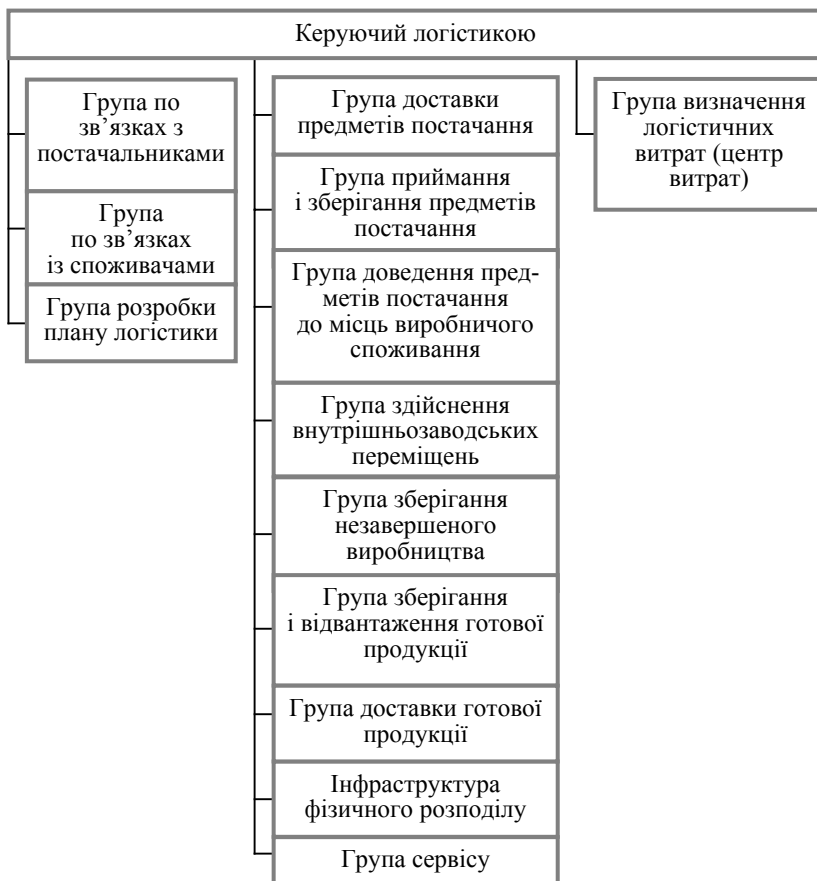 Керуючий логістикою
Група по
зв’язках з
постачальниками
Група
по зв’язках
із споживачами
Група розробки
плану логістики
Група доставки
предметів постачання
Група приймання
і зберігання предметів
постачання
Група доведення пред-
метів постачання
до місць виробничого
споживання
Група здійснення
внутрішньозаводських
переміщень
Група зберігання
незавершеного
виробництва
Група зберігання
і відвантаження готової
продукції
Група доставки готової
продукції
Інфраструктура
фізичного розподілу
Група сервісу
Група визначення
логістичних
витрат (центр
витрат)